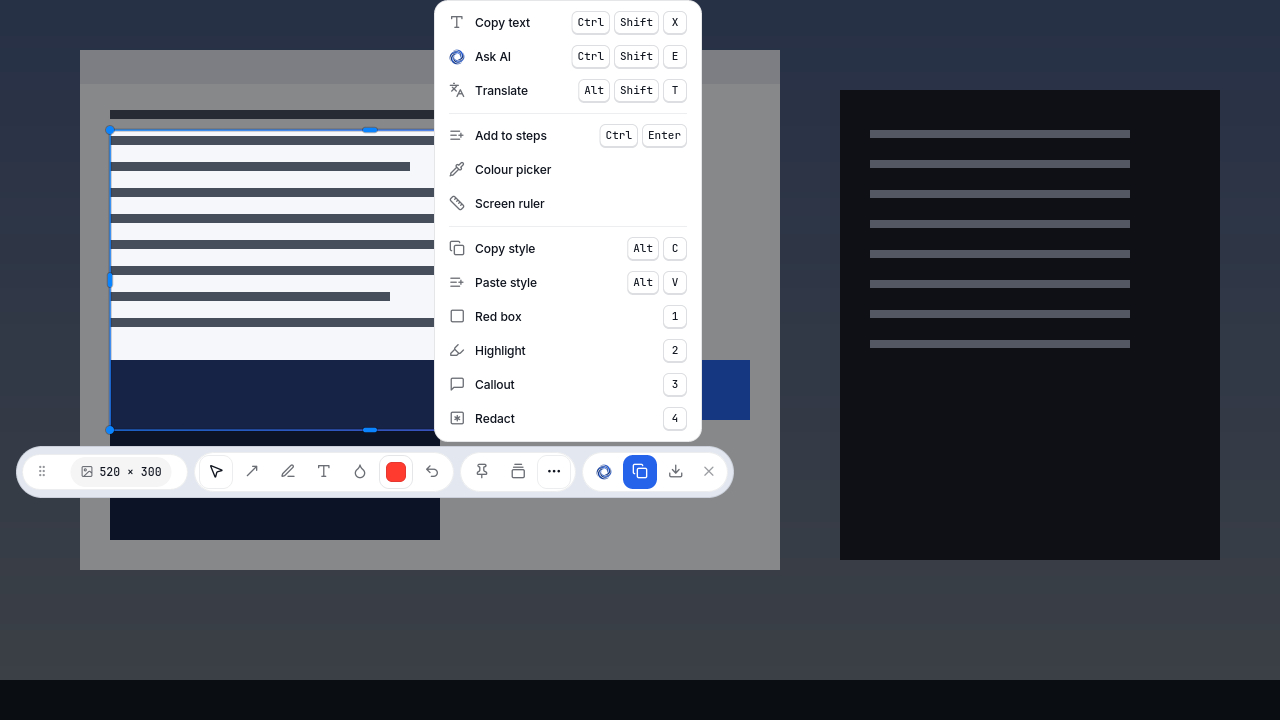 Copy text Ctrl Shift X
Ask AI Ctrl Shift E
Translate Alt Shift T
Add to steps Ctrl Enter
Colour picker
Screen ruler
Copy style Alt C
Paste style Alt V
Red box 1
Highlight 2
Callout 3
Redact 4
520 × 300